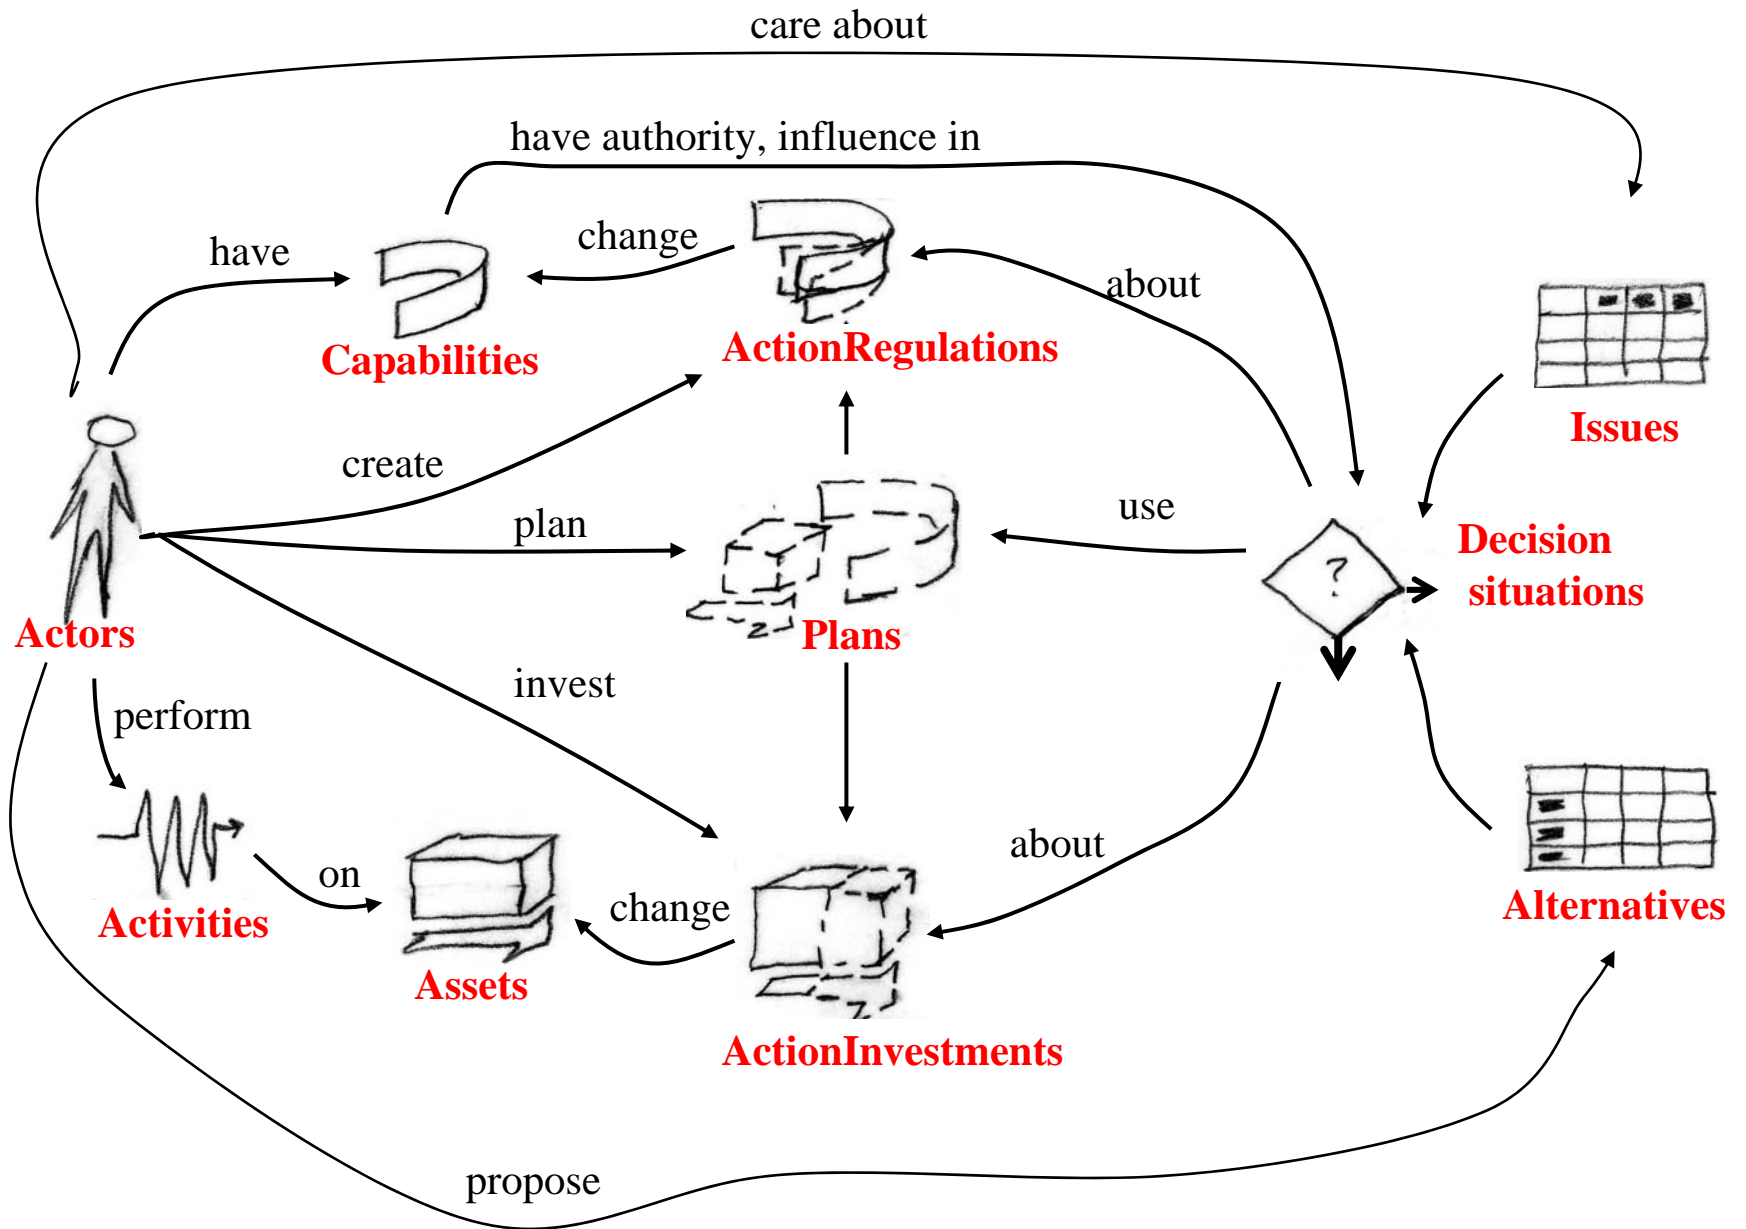 care about
have authority, influence in
have
change
about
Capabilities
ActionRegulations
Issues
create
plan
use
?
Decision
situations
Actors
Plans
invest
perform
on
about
Activities
change
Alternatives
Assets
ActionInvestments
propose